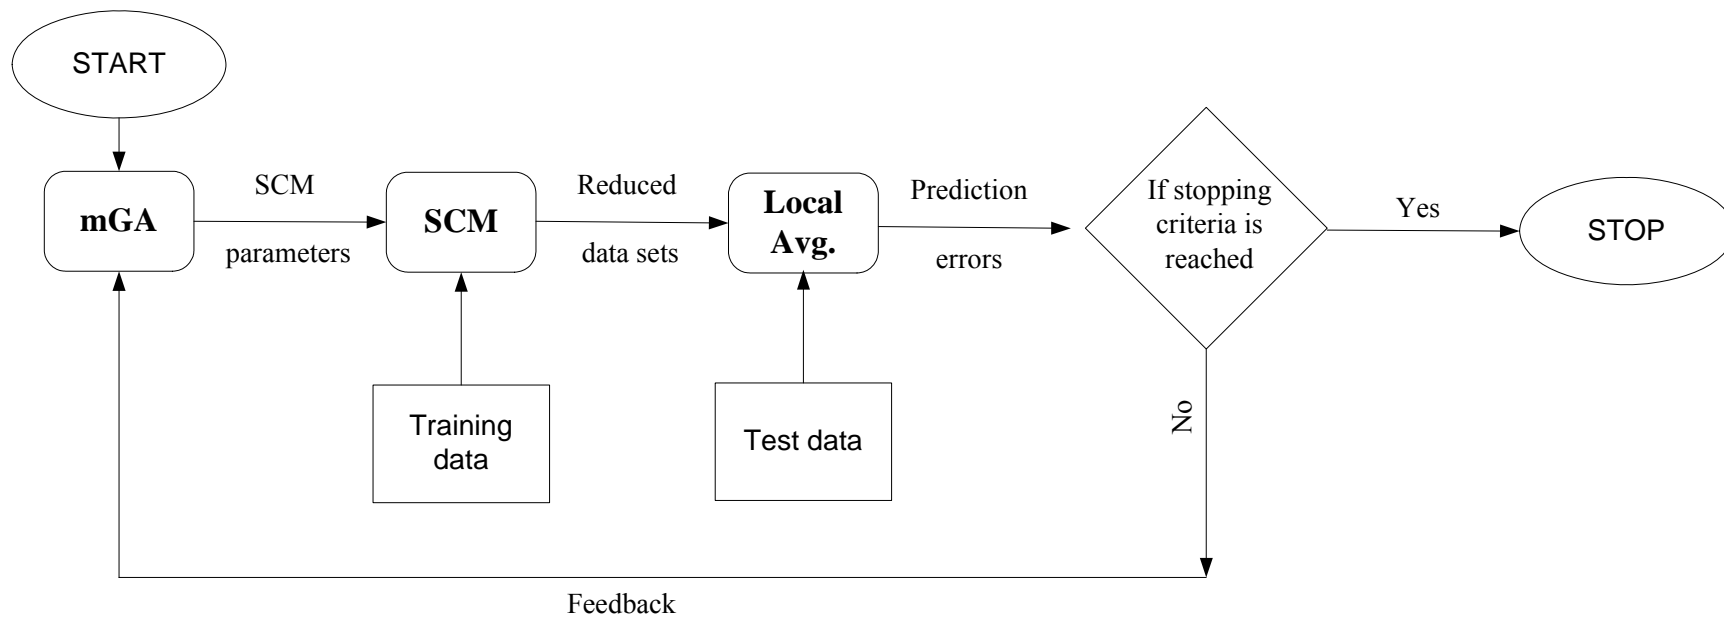 START
mGA
SCM
parameters
SCM
Reduced
data sets
Local
Avg.
Prediction
errors
If stopping
criteria is
reached
Yes
STOP
Training
data
Test data
No
Feedback